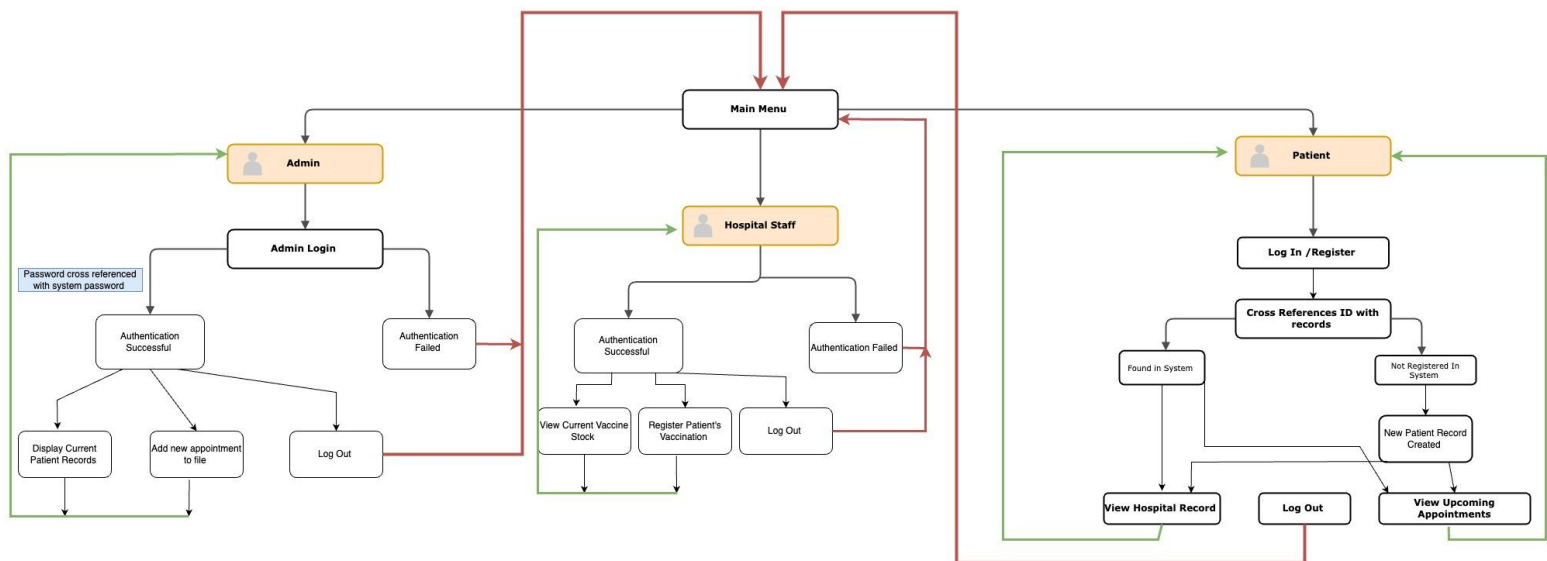 Main Menu
Admin
Patient
Hospital Staff
Admin Login
Log In /Register
Password cross referenced
with system password
Cross References ID with
records
Authentication
Successful
Authentication
Failed
Authentication
Successful
Authentication Failed
Found in System
Not Registered In
System
Display Current
Patient Records
Add new appointment
to file
Log Out
View Current Vaccine
Stock
Register Patient's
Vaccination
Log Out
New Patient Record
Created
View Hospital Record
Log Out
View Upcoming
Appointments